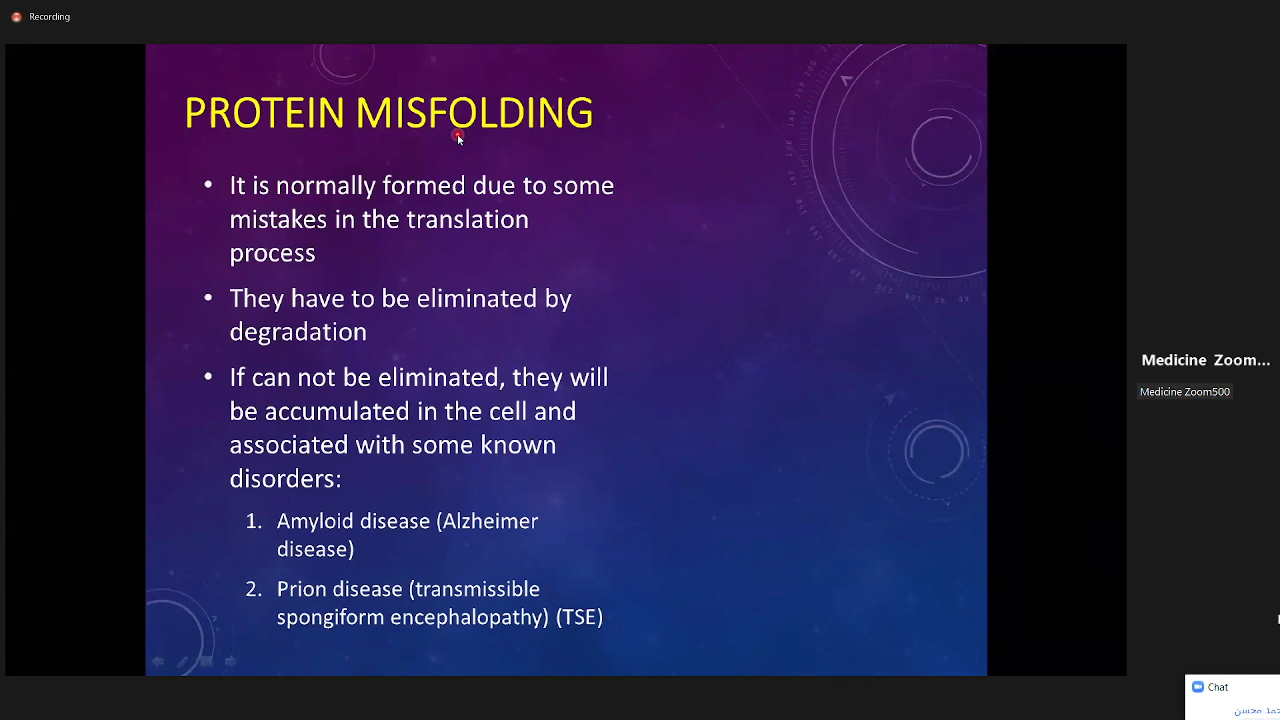 Recording
PROTEIN MISFOLDING
• It is normally formed due to some
mistakes in the translation
process
• They have to be eliminated by
degradation
• If can not be eliminated, they will
be accumulated in the cell and
associated with some known
disorders:
1. Amyloid disease (Alzheimer
disease)
2. Prion disease (transmissible
spongiform encephalopathy) (TSE)
Medicine Zoom...
Medicine Zoom500
Chat
محسن